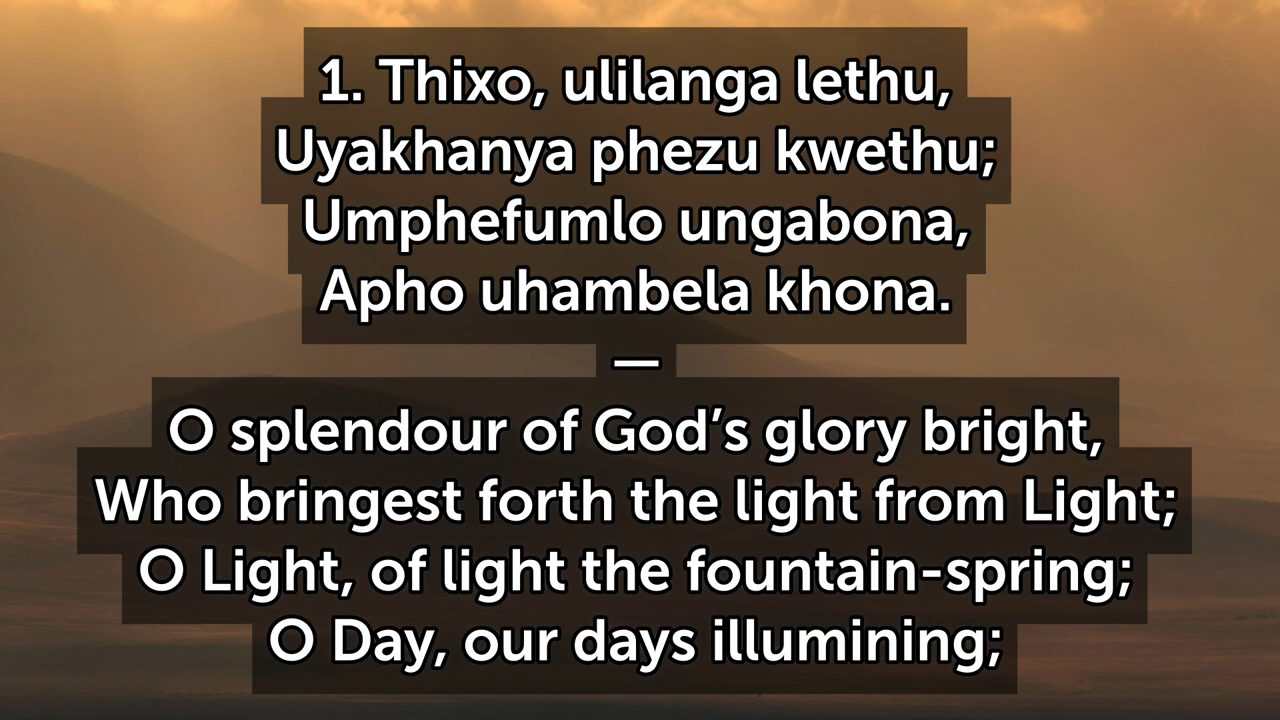 1. Thixo, ulilanga lethu,
Uyakhanya phezu kwethu;
Umphefumlo ungabona,
Apho uhambela khona.
—
O splendour of God’s glory bright,
Who bringest forth the light from Light;
O Light, of light the fountain-spring;
O Day, our days illumining;